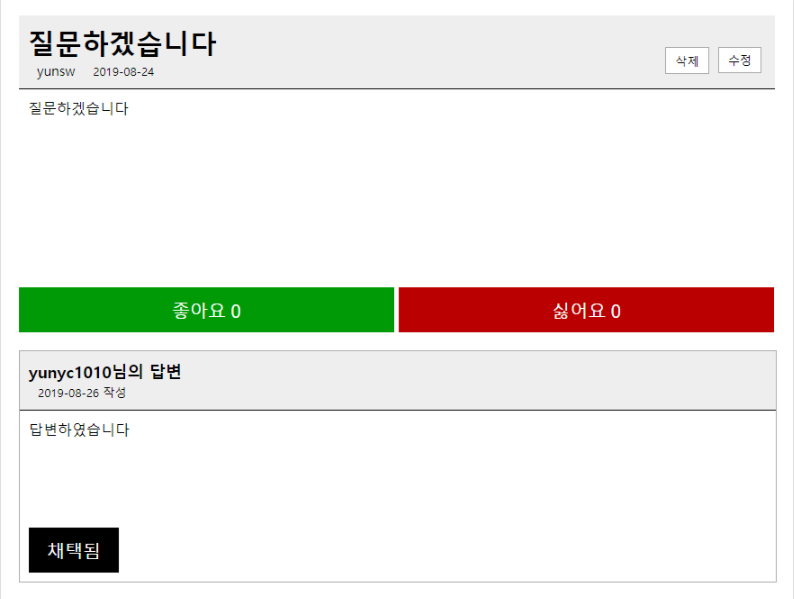 질문하겠습니다
yunsw 2019-08-24
삭제 수정
질문하겠습니다
좋아요 0 싫어요 0
yunyc1010님의 답변
2019-08-26 작성
답변하였습니다
채택됨